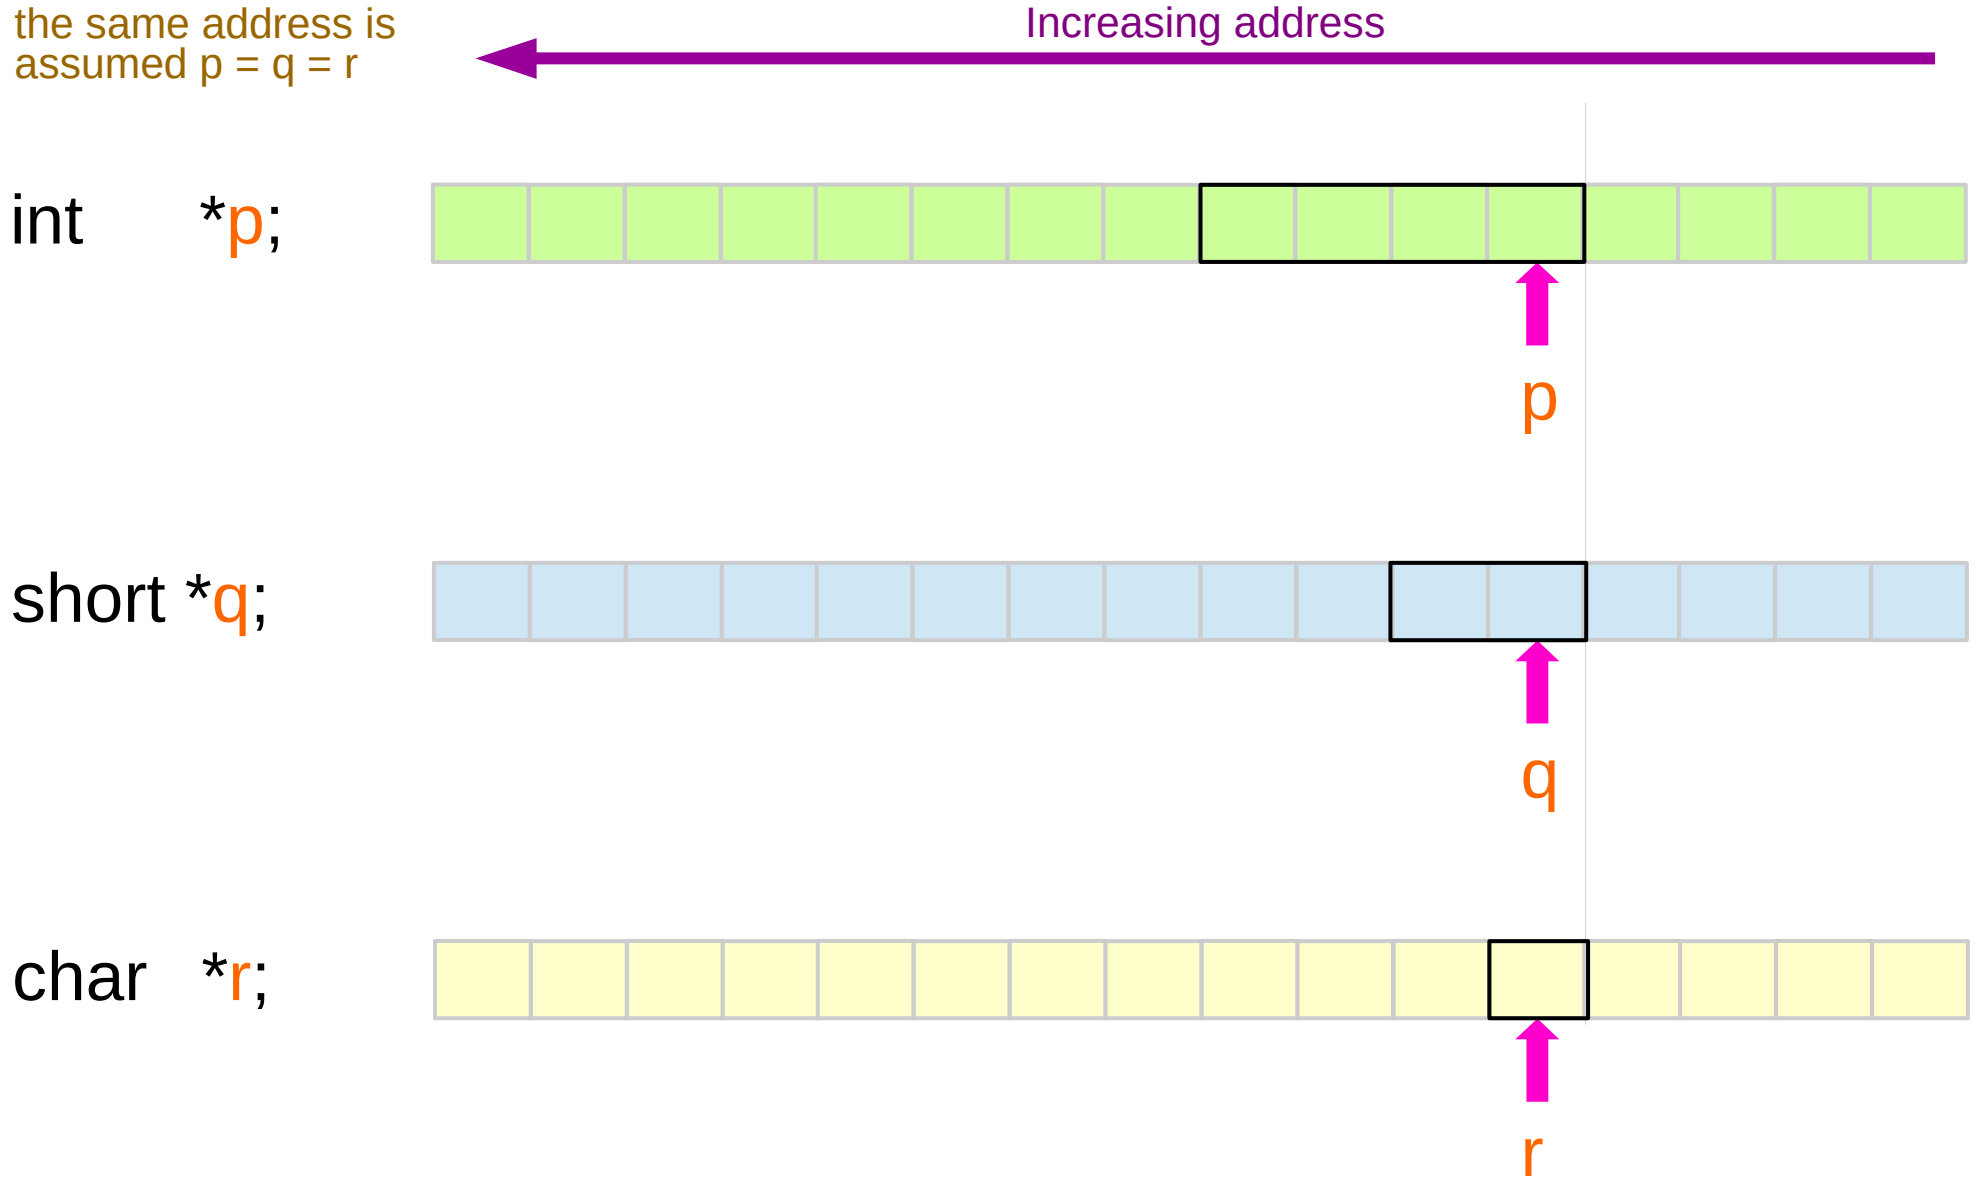 the same address is
assumed p = q = r
Increasing address
int *p;
p
short *q;
q
char *r;
r